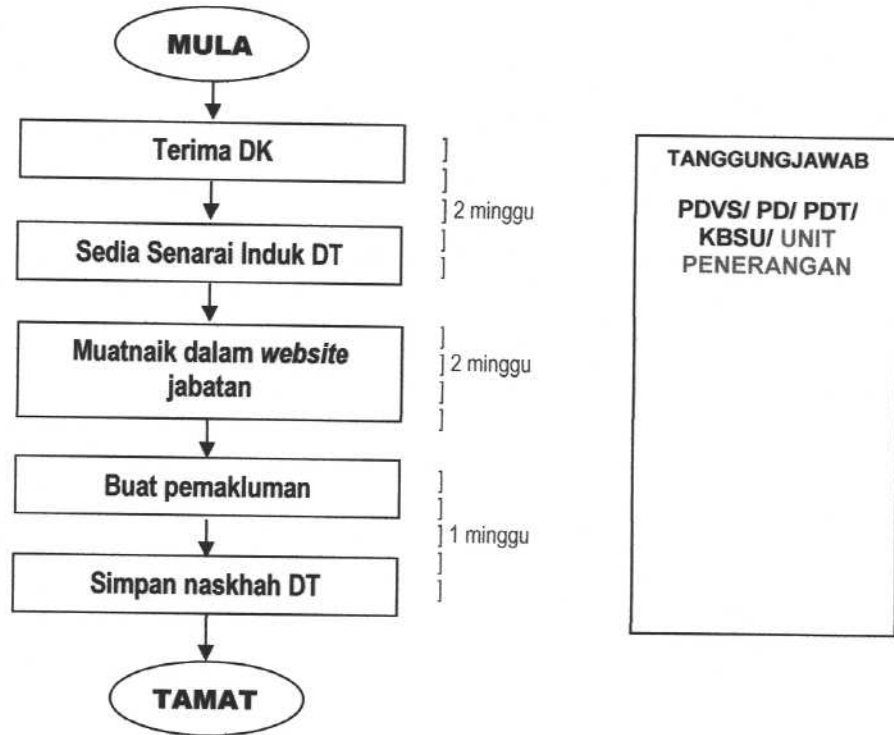 MULA
Terima DK
]
]
] 2 minggu
]
]
Sedia Senarai Induk DT
Muatnaik dalam website
jabatan
]
] 2 minggu
]
]
Buat pemakluman
]
]
] 1 minggu
]
]
Simpan naskhah DT
TAMAT
TANGGUNGJAWAB
PDVS/ PD/ PDT/
KBSU/ UNIT
PENERANGAN